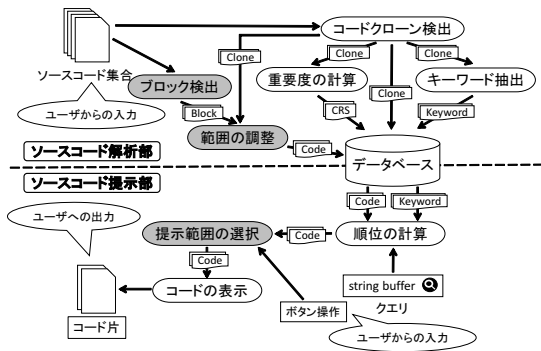 コードクローン検出
Clone
Clone
Clone
ソースコード集合
ブロック検出
重要度の計算
Clone
キーワード抽出
ユーザからの入力
Block
CRS
Keyword
範囲の調整
Code
ソースコード解析部
データベース
ソースコード提示部
Code
Keyword
ユーザへの出力
提示範囲の選択
Code
順位の計算
Code
コードの表示
string buffer
クエリ
コード片
ボタン操作
ユーザからの入力